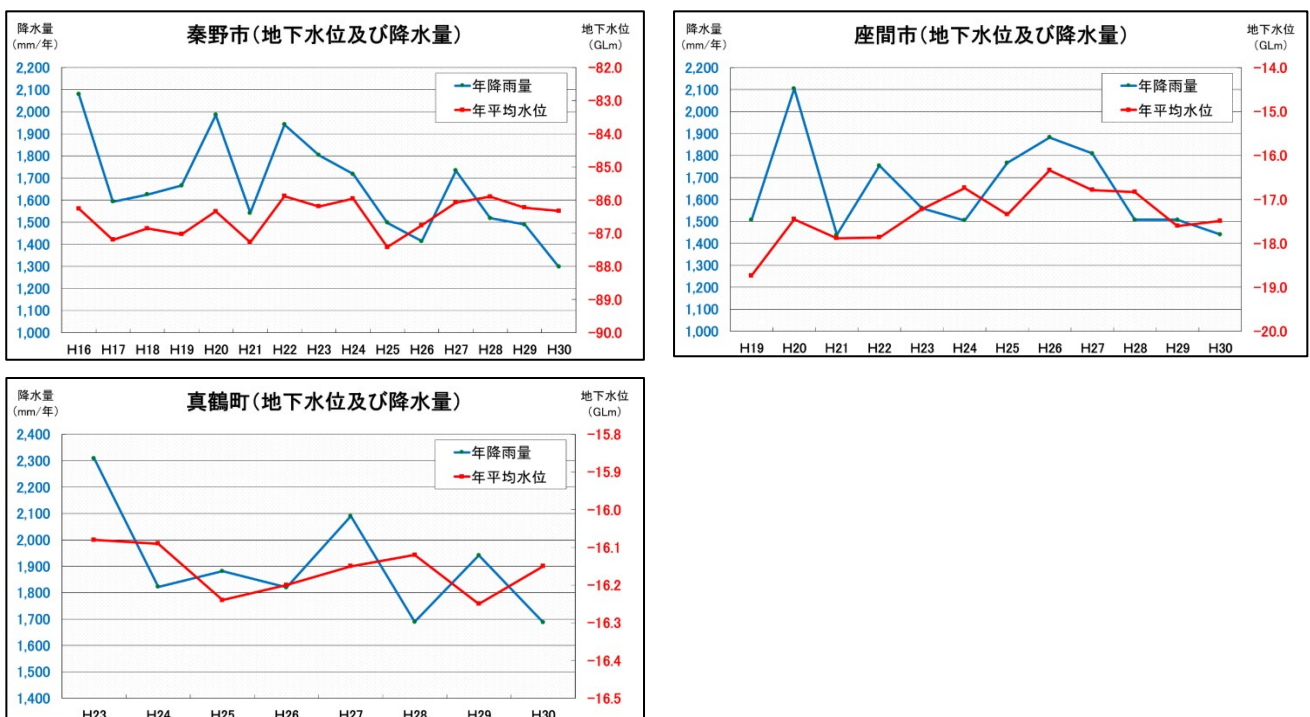 降水量
(mm/年)
秦野市(地下水位及び降水量)
地下水位
(GLm)
2,200
2,100
2,000
1,900
1,800
1,700
1,600
1,500
1,400
1,300
1,200
1,100
1,000
年降雨量
年平均水位
-82.0
-83.0
-84.0
-85.0
-86.0
-87.0
-88.0
-89.0
-90.0
H16 H17 H18 H19 H20 H21 H22 H23 H24 H25 H26 H27 H28 H29 H30
降水量
(mm/年)
座間市(地下水位及び降水量)
地下水位
(GLm)
2,200
2,100
2,000
1,900
1,800
1,700
1,600
1,500
1,400
1,300
1,200
1,100
1,000
年降雨量
年平均水位
-14.0
-15.0
-16.0
-17.0
-18.0
-19.0
-20.0
H19 H20 H21 H22 H23 H24 H25 H26 H27 H28 H29 H30
降水量
(mm/年)
真鶴町(地下水位及び降水量)
地下水位
(GLm)
2,400
2,300
2,200
2,100
2,000
1,900
1,800
1,700
1,600
1,500
1,400
年降雨量
年平均水位
-15.8
-15.9
-16.0
-16.1
-16.2
-16.3
-16.4
-16.5
H23 H24 H25 H26 H27 H28 H29 H30